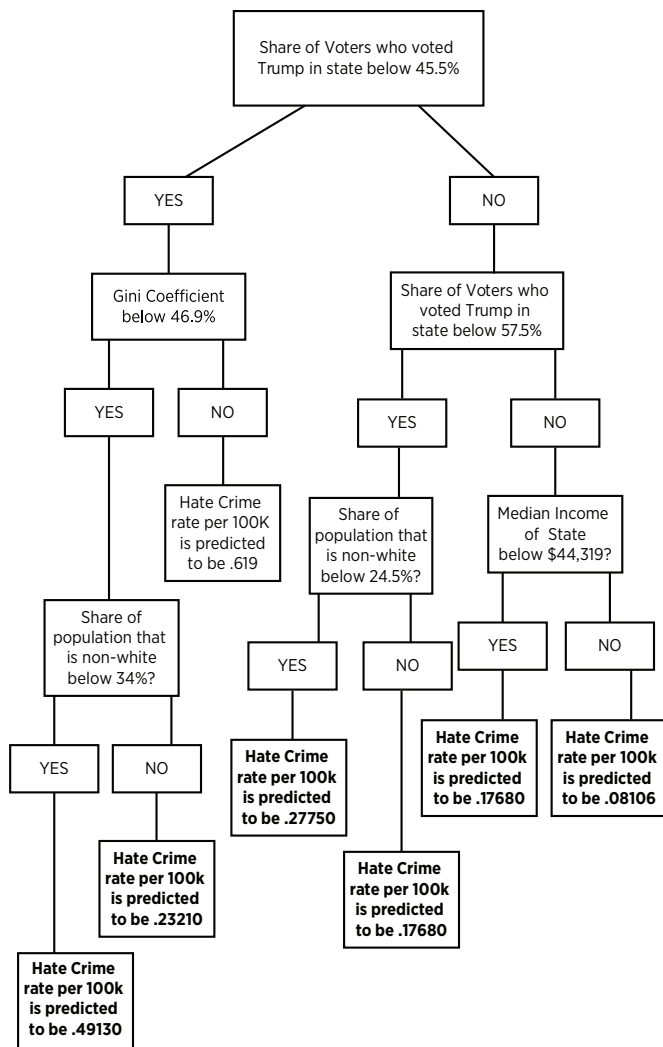 Share of Voters who voted
Trump in state below 45.5%
YES
NO
Gini Coefficient
below 46.9%
Share of Voters who
voted Trump in
state below 57.5%
YES
NO
YES
NO
Hate Crime
rate per 100K
is predicted
to be .619
Share of
population that
is non-white
below 24.5%?
Median Income
of State
below $44,319?
Share of
population that
is non-white
below 34%?
YES
NO
YES
NO
YES
NO
Hate Crime
rate per 100k
is predicted
to be .27750
Hate Crime
rate per 100k
is predicted
to be .17680
Hate Crime
rate per 100k
is predicted
to be .08106
Hate Crime
rate per 100k
is predicted
to be .23210
Hate Crime
rate per 100k
is predicted
to be .17680
Hate Crime
rate per 100k
is predicted
to be .49130